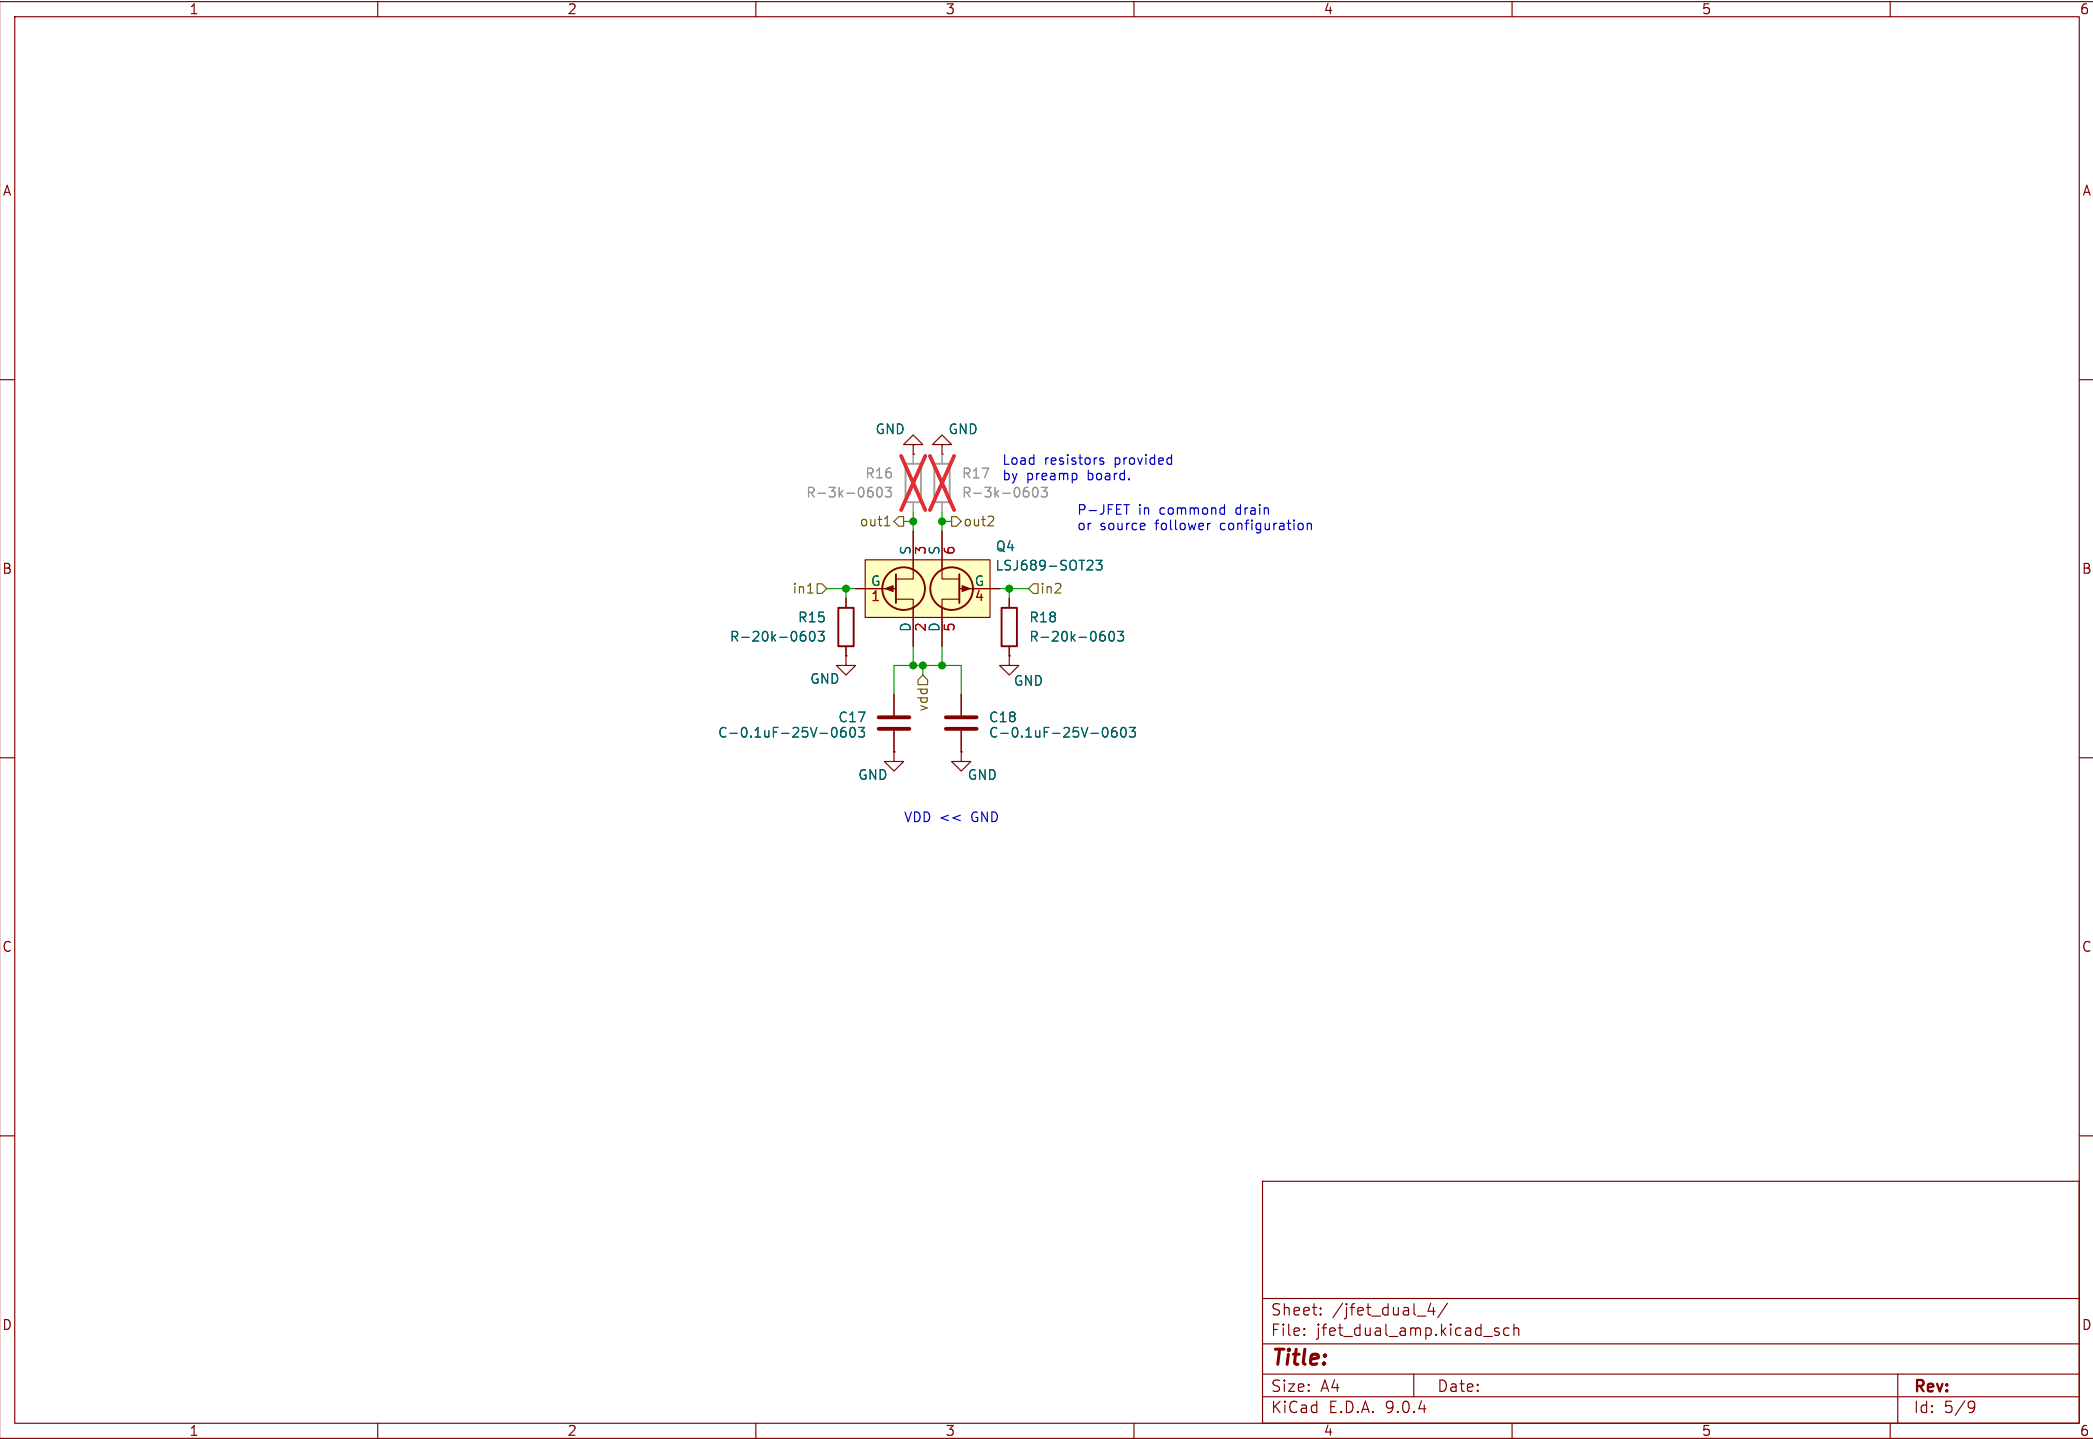 1 2 3 4 5 6
A A
B B
C C
D D
GND GND
R16
R-3k-0603
R17
R-3k-0603
Load resistors provided
by preamp board.
P-JFET in commond drain
or source follower configuration
out1 out2
S 3 S 6
Q4
LSJ689-SOT23
in1 G 1 G 4 in2
D 2 D 5
R15
R-20k-0603
GND
R18
R-20k-0603
GND
vdd
C17
C-0.1uF-25V-0603
GND
C18
C-0.1uF-25V-0603
GND
VDD << GND
Sheet: /jfet_dual_4/
File: jfet_dual_amp.kicad_sch
Title:
Size: A4 Date: Rev:
KiCad E.D.A. 9.0.4 Id: 5/9
1 2 3 4 5 6